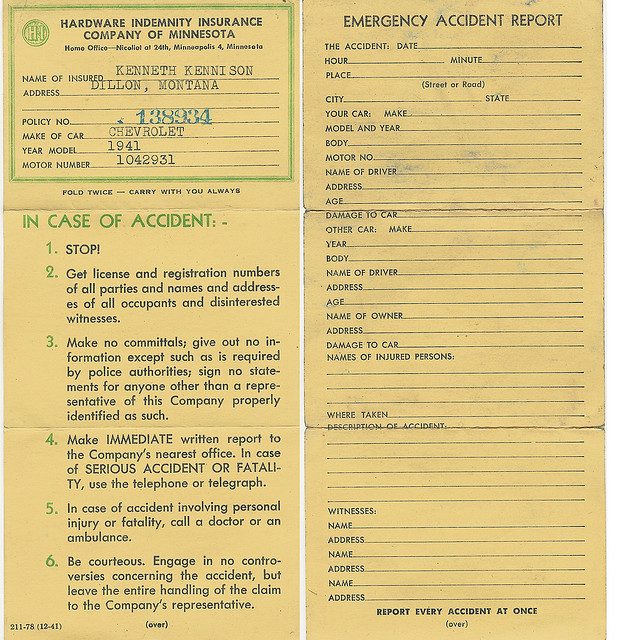 HI
HARDWARE INDEMNITY INSURANCE
COMPANY OF MINNESOTA
Home Office—Nicollet at 24th, Minneapolis 4, Minnesota
NAME OF INSURED KENNETH KENNISON
ADDRESS DILLON, MONTANA
POLICY NO. 138934
MAKE OF CAR CHEVROLET
YEAR MODEL 1941
MOTOR NUMBER 1042931
FOLD TWICE — CARRY WITH YOU ALWAYS
IN CASE OF ACCIDENT: -
1. STOP!
2. Get license and registration numbers
of all parties and names and address-
es of all occupants and disinterested
witnesses.
3. Make no committals; give out no in-
formation except such as is required
by police authorities; sign no state-
ments for anyone other than a repre-
sentative of this Company properly
identified as such.
4. Make IMMEDIATE written report to
the Company's nearest office. In case
of SERIOUS ACCIDENT OR FATALI-
TY, use the telephone or telegraph.
5. In case of accident involving personal
injury or fatality, call a doctor or an
ambulance.
6. Be courteous. Engage in no contro-
versies concerning the accident, but
leave the entire handling of the claim
to the Company's representative.
211-78 (12-41)
(over)
EMERGENCY ACCIDENT REPORT
THE ACCIDENT: DATE
HOUR MINUTE
PLACE
(Street or Road)
CITY STATE
YOUR CAR: MAKE
MODEL AND YEAR
BODY
MOTOR NO.
NAME OF DRIVER
ADDRESS
AGE
DAMAGE TO CAR
OTHER CAR: MAKE
YEAR
BODY
NAME OF DRIVER
ADDRESS
AGE
NAME OF OWNER
ADDRESS
DAMAGE TO CAR
NAMES OF INJURED PERSONS:
WHERE TAKEN
DESCRIPTION OF ACCIDENT:
WITNESSES:
NAME
ADDRESS
NAME
ADDRESS
NAME
ADDRESS
REPORT EVERY ACCIDENT AT ONCE
(over)